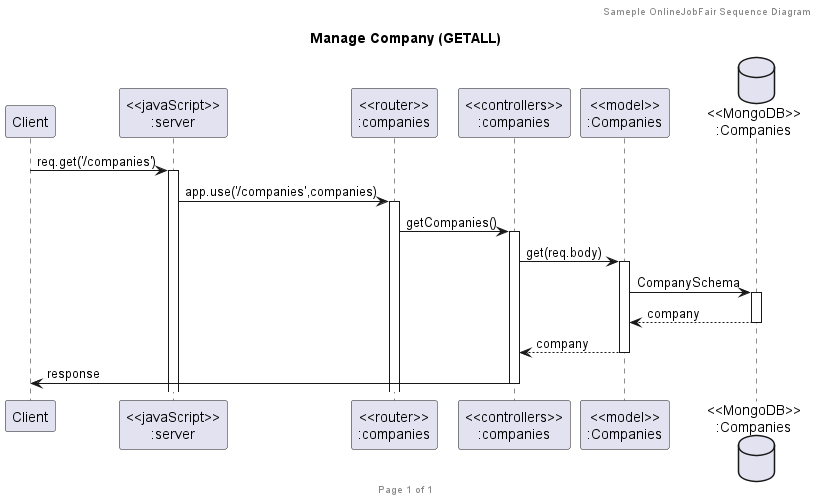 Sameple OnlineJobFair Sequence Diagram
Manage Company (GETALL)
Client
<<javaScript>>
:server
<<router>>
:companies
<<controllers>>
:companies
<<model>>
:Companies
<<MongoDB>>
:Companies
req.get('/companies')
app.use('/companies',companies)
getCompanies()
get(req.body)
CompanySchema
company
company
response
Client
<<javaScript>>
:server
<<router>>
:companies
<<controllers>>
:companies
<<model>>
:Companies
<<MongoDB>>
:Companies
Page 1 of 1